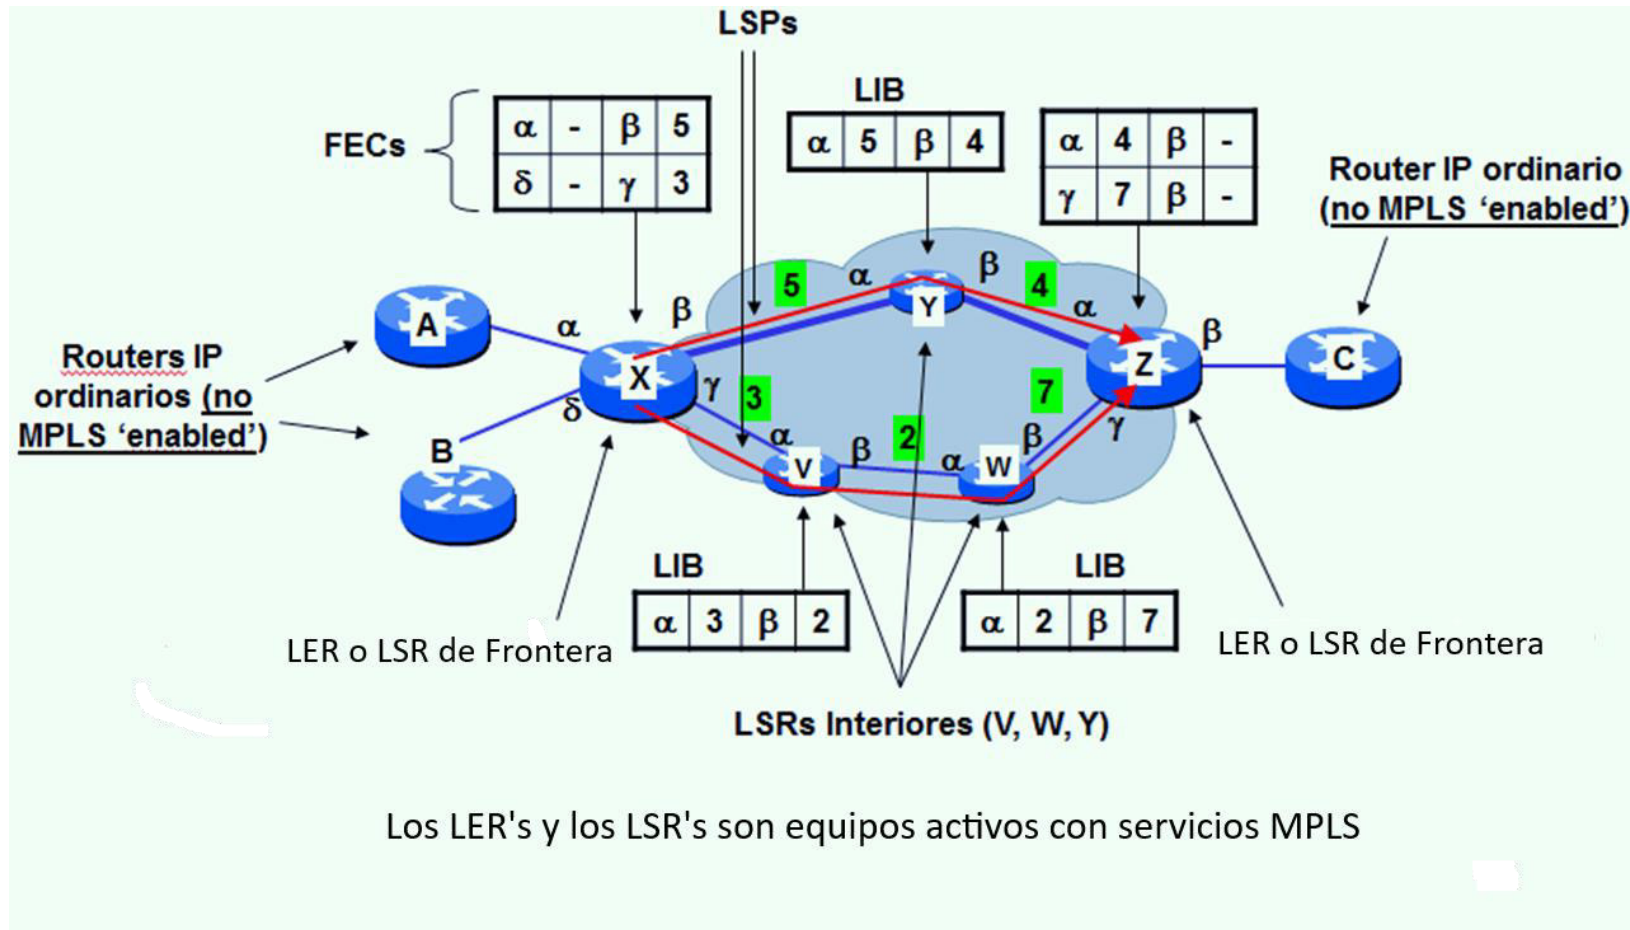 LSPs
LIB
FECs
α - β 5
δ - γ 3
α 5 β 4
α 4 β -
γ 7 β -
Router IP ordinario
(no MPLS ‘enabled’)
Routers IP
ordinarios (no
MPLS ‘enabled’)
A
α
X
β
5
α
Y
β
4
α
Z
β
C
B
δ
γ
3
α
V
β
2
α
W
β
7
γ
LIB
α 3 β 2
LIB
α 2 β 7
LER o LSR de Frontera
LER o LSR de Frontera
LSRs Interiores (V, W, Y)
Los LER's y los LSR's son equipos activos con servicios MPLS